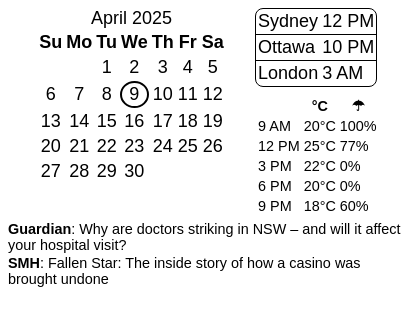 April 2025
Su Mo Tu We Th Fr Sa
1 2 3 4 5
6 7 8 9 10 11 12
13 14 15 16 17 18 19
20 21 22 23 24 25 26
27 28 29 30
Sydney 12 PM
Ottawa 10 PM
London 3 AM
°C ☂
9 AM 20°C 100%
12 PM 25°C 77%
3 PM 22°C 0%
6 PM 20°C 0%
9 PM 18°C 60%
Guardian: Why are doctors striking in NSW – and will it affect
your hospital visit?
SMH: Fallen Star: The inside story of how a casino was
brought undone